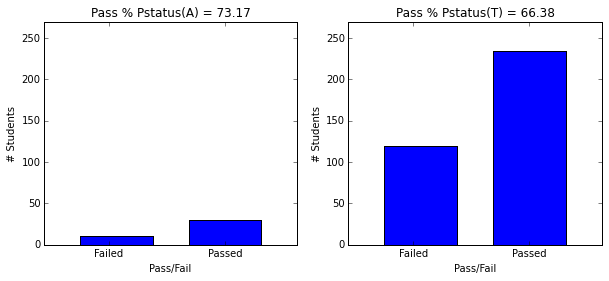 Pass % Pstatus(A) = 73.17
250
200
150
100
50
0
# Students
Failed Passed
Pass/Fail
Pass % Pstatus(T) = 66.38
250
200
150
100
50
0
# Students
Failed Passed
Pass/Fail